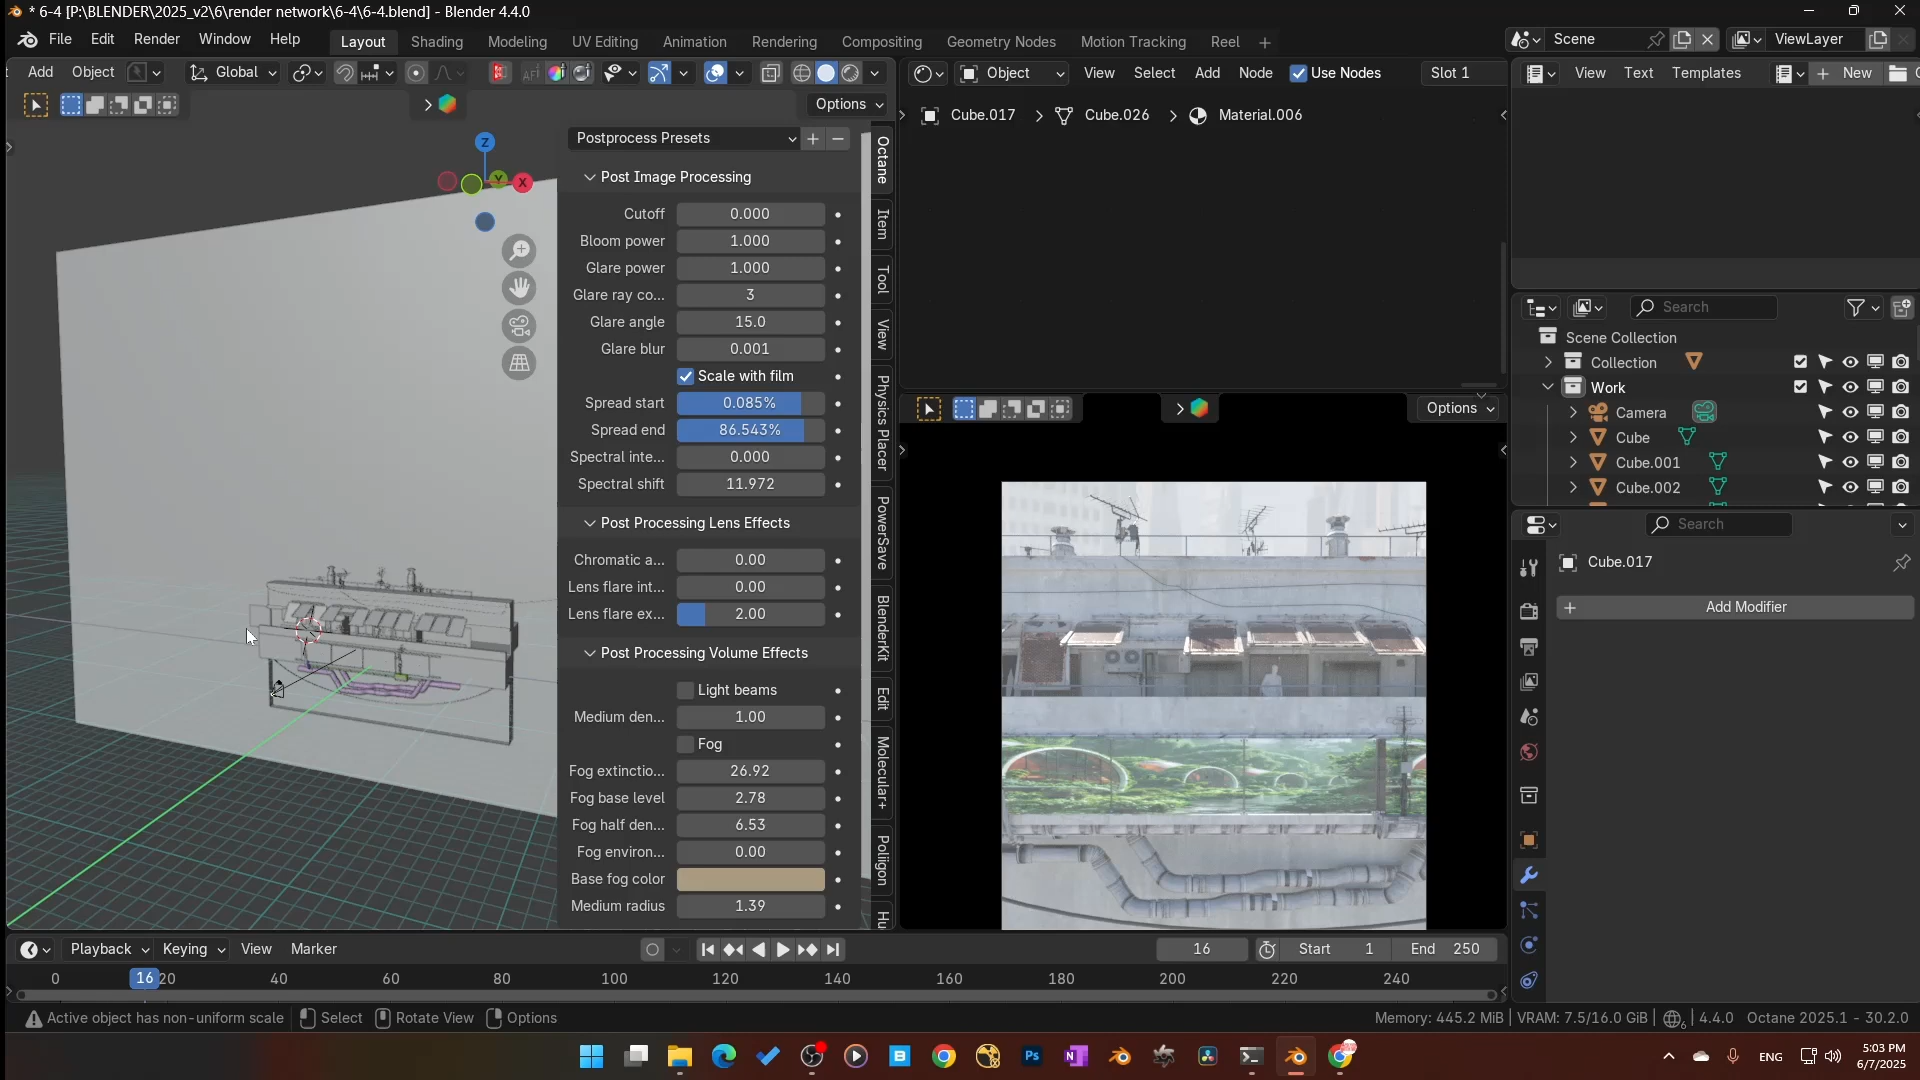 * 6-4 [P:\BLENDER\2025_v2\6\render network\6-4\6-4.blend] - Blender 4.4.0
File Edit Render Window Help Layout Shading Modeling UV Editing Animation Rendering Compositing Geometry Nodes Motion Tracking Reel + Scene ViewLayer
Add Object Global Object View Select Add Node Use Nodes Slot 1 View Text Templates New
Options
Cube.017 > Cube.026 > Material.006
Postprocess Presets
Z
Y
X
Post Image Processing
Cutoff 0.000
Bloom power 1.000
Glare power 1.000
Glare ray co... 3
Glare angle 15.0
Glare blur 0.001
Scale with film
Spread start 0.085%
Spread end 86.543%
Spectral inte... 0.000
Spectral shift 11.972
Post Processing Lens Effects
Chromatic a... 0.00
Lens flare int... 0.00
Lens flare ex... 2.00
Post Processing Volume Effects
Light beams
Medium den... 1.00
Fog
Fog extinctio... 26.92
Fog base level 2.78
Fog half den... 6.53
Fog environ... 0.00
Base fog color
Medium radius 1.39
Octane
Item
Tool
View
Physics Placer
PowerSave
BlenderKit
Edit
Molecular+
Poliigon
Hu
Options
Search
Scene Collection
Collection
Work
Camera
Cube
Cube.001
Cube.002
Search
Cube.017
Add Modifier
Playback Keying View Marker 16 Start 1 End 250
0 16 20 40 60 80 100 120 140 160 180 200 220 240
Active object has non-uniform scale Select Rotate View Options Memory: 445.2 MiB | VRAM: 7.5/16.0 GiB | 4.4.0 Octane 2025.1 - 30.2.0
Ps N ENG 5:03 PM
6/7/2025